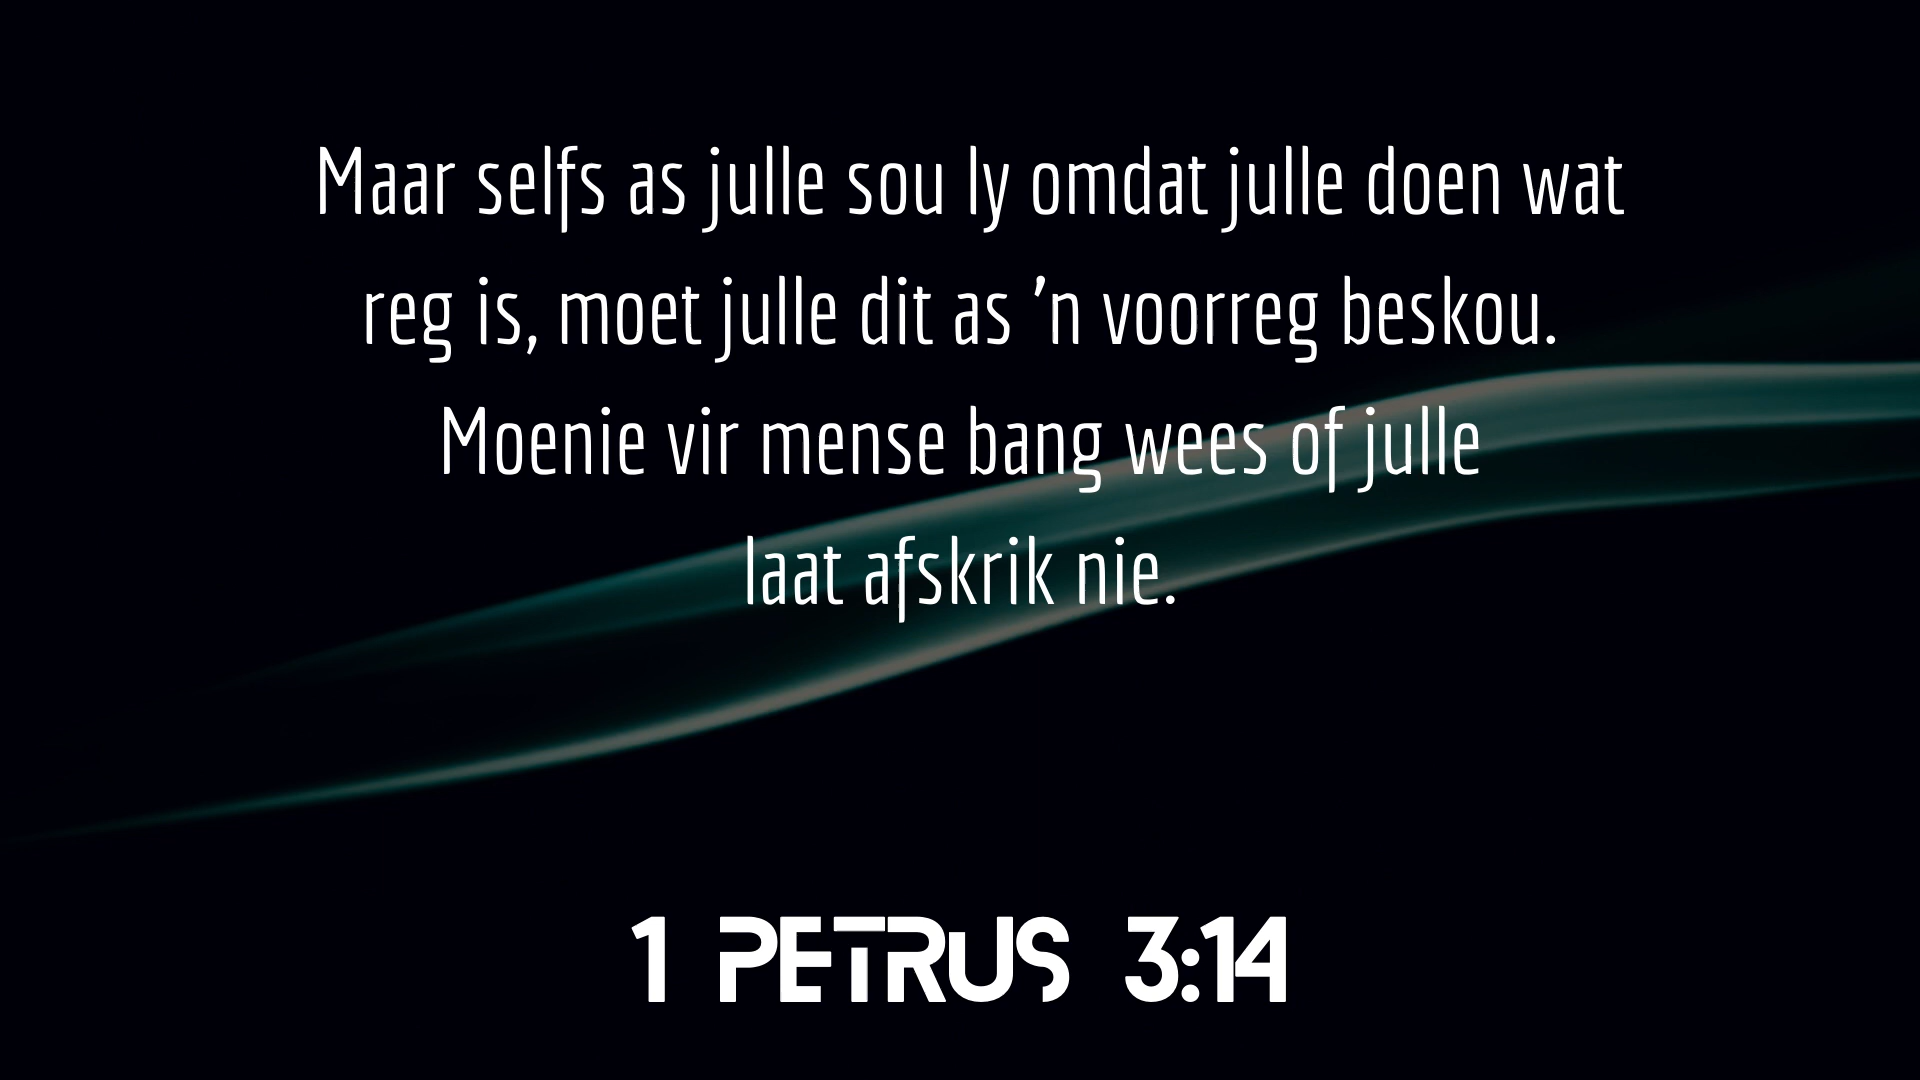 Maar selfs as julle sou ly omdat julle doen wat
reg is, moet julle dit as ’n voorreg beskou.
Moenie vir mense bang wees of julle
laat afskrik nie.
1 PETRUS 3:14